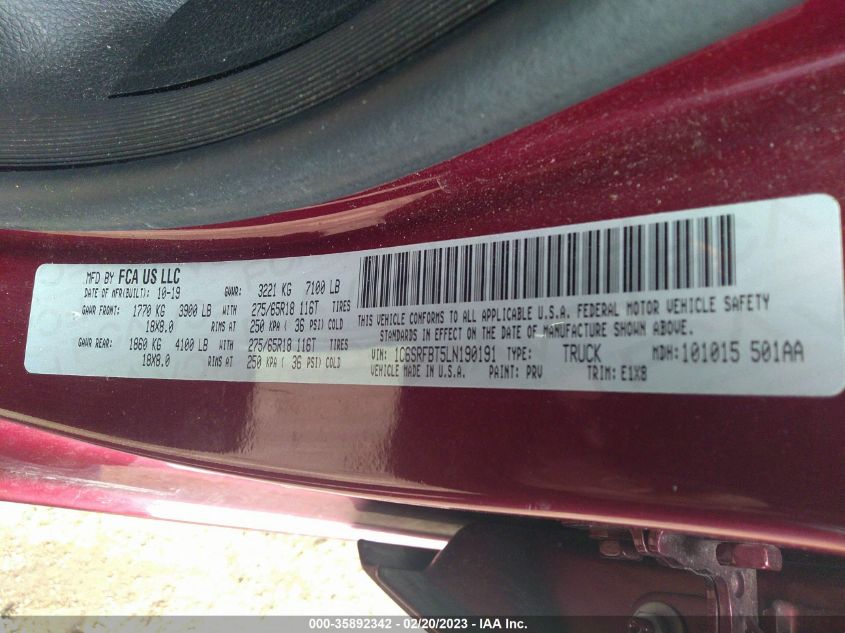 MFD BY FCA US LLC
DATE OF MFR(BUILT): 10-19 GVWR: 3221 KG 7100 LB
GAWR FRONT: 1770 KG 3900 LB WITH 275/65R18 116T TIRES
18X8.0 RIMS AT 250 KPA ( 36 PSI) COLD
GAWR REAR: 1860 KG 4100 LB WITH 275/65R18 116T TIRES
18X8.0 RIMS AT 250 KPA ( 36 PSI) COLD
THIS VEHICLE CONFORMS TO ALL APPLICABLE U.S.A. FEDERAL MOTOR VEHICLE SAFETY
STANDARDS IN EFFECT ON THE DATE OF MANUFACTURE SHOWN ABOVE.
VIN: 1C6SRFBT5LN190191 TYPE: TRUCK MDH: 101015 501AA
VEHICLE MADE IN U.S.A. PAINT: PRV TRIM: E1X8
000-35892342 - 02/20/2023 - IAA Inc.